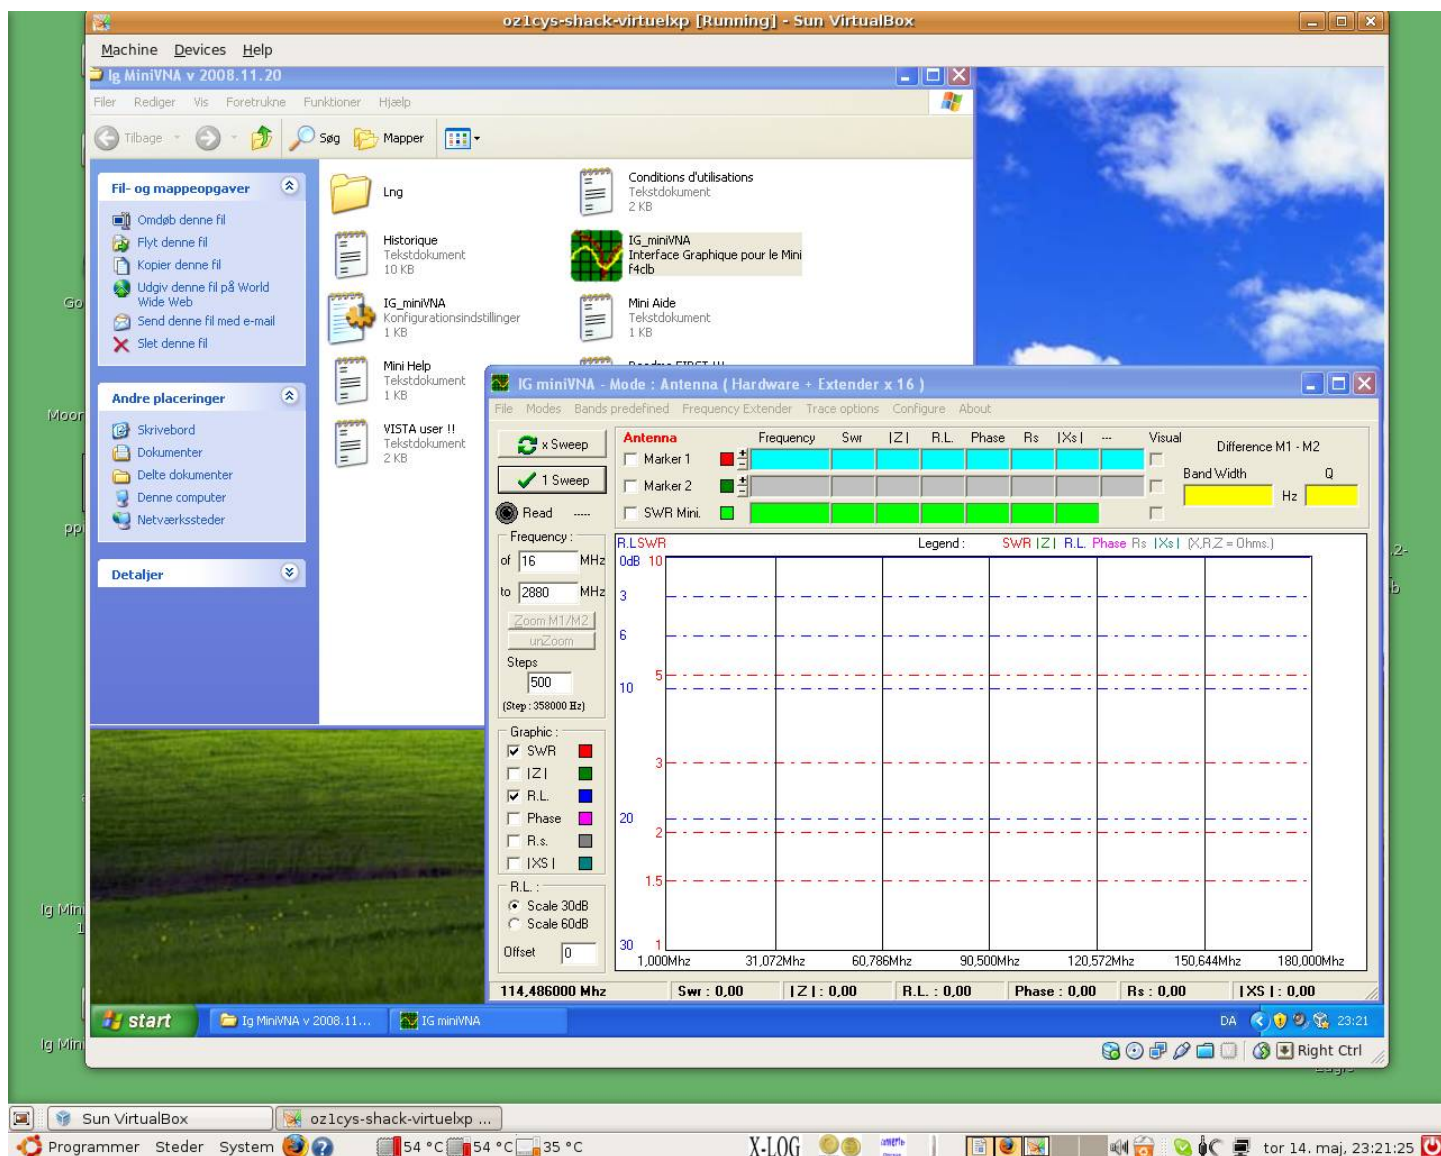 oz1cys-shack-virtuelxp [Running] - Sun VirtualBox
Machine Devices Help
Ig MiniVNA v 2008.11.20
Filer Rediger Vis Foretrukne Funktioner Hjælp
Tilbage Søg Mapper
Fil- og mappeopgaver
Omdøb denne fil
Flyt denne fil
Kopier denne fil
Udgiv denne fil på World
Wide Web
Send denne fil med e-mail
Slet denne fil
Andre placeringer
Skrivebord
Dokumenter
Delte dokumenter
Denne computer
Netværkssteder
Detaljer
Lng
Conditions d'utilisations
Tekstdokument
2 KB
Historique
Tekstdokument
10 KB
IG_miniVNA
Interface Graphique pour le Mini
f4clb
IG_miniVNA
Konfigurationsindstillinger
1 KB
Mini Aide
Tekstdokument
1 KB
Mini Help
Tekstdokument
1 KB
VISTA user !!
Tekstdokument
2 KB
Go
Moor
pp
Ig Min
1
Ig Min
IG miniVNA - Mode : Antenna ( Hardware + Extender x 16 )
File Modes Bands predefined Frequency Extender Trace options Configure About
x Sweep
1 Sweep
Read -----
Antenna Frequency Swr |Z| R.L. Phase Rs |Xs| --- Visual
Marker 1
Marker 2
SWR Mini.
Difference M1 - M2
Band Width Q
Hz
Frequency :
of 16 MHz
to 2880 MHz
Zoom M1/M2
unZoom
Steps
500
(Step : 358000 Hz)
Graphic :
SWR
|Z|
R.L.
Phase
R.s.
|XS|
R.L. :
Scale 30dB
Scale 60dB
Offset 0
R.L SWR Legend : SWR |Z| R.L. Phase Rs |Xs| (X,R,Z = Ohms.)
0dB 10
3
6
5
10
3
20
2
1.5
30 1
1,000Mhz 31,072Mhz 60,786Mhz 90,500Mhz 120,572Mhz 150,644Mhz 180,000Mhz
114,486000 Mhz Swr : 0,00 |Z| : 0,00 R.L. : 0,00 Phase : 0,00 Rs : 0,00 |XS| : 0,00
start Ig MiniVNA v 2008.11... IG miniVNA DA 23:21
Right Ctrl
Sun VirtualBox oz1cys-shack-virtuelxp ...
Programmer Steder System 54 °C 54 °C 35 °C X-LOG tor 14. maj, 23:21:25